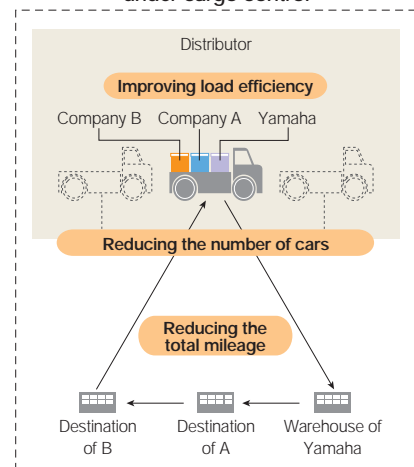 under cargo control
Distributor
Improving load efficiency
Company B Company A Yamaha
Reducing the number of cars
Reducing the
total mileage
Destination
of B
Destination
of A
Warehouse of
Yamaha